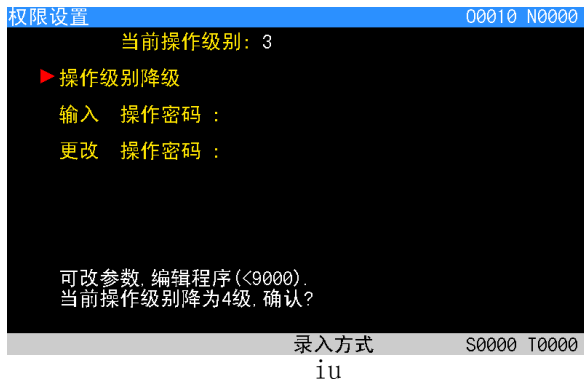 权限设置 O0010 N0000
当前操作级别: 3
操作级别降级
输入 操作密码 :
更改 操作密码 :
可改参数,编辑程序(<9000).
当前操作级别降为4级,确认?
录入方式 S0000 T0000
iu